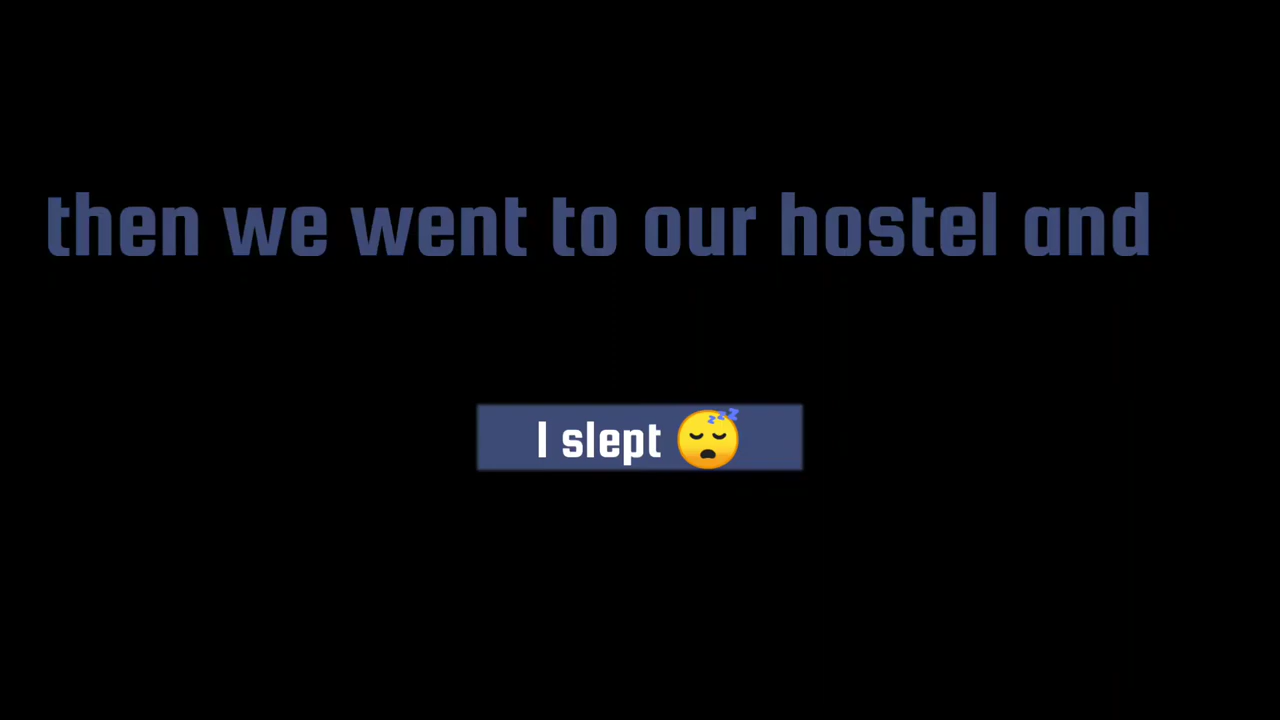 then we went to our hostel and
I slept 😴